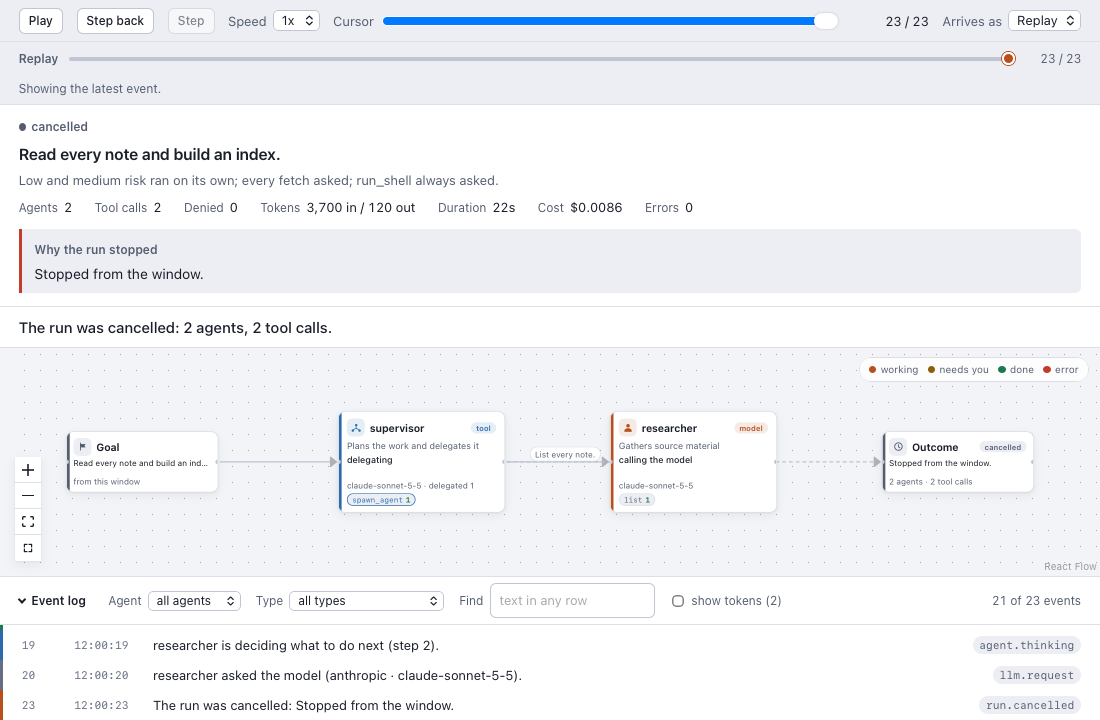 Play Step back Step Speed 1x Cursor 23 / 23 Arrives as Replay
Replay 23 / 23
Showing the latest event.
cancelled
Read every note and build an index.
Low and medium risk ran on its own; every fetch asked; run_shell always asked.
Agents 2 Tool calls 2 Denied 0 Tokens 3,700 in / 120 out Duration 22s Cost $0.0086 Errors 0
Why the run stopped
Stopped from the window.
The run was cancelled: 2 agents, 2 tool calls.
working needs you done error
Goal
Read every note and build an ind...
from this window
supervisor tool
Plans the work and delegates it
delegating
claude-sonnet-5-5 · delegated 1
spawn_agent 1
List every note.
researcher model
Gathers source material
calling the model
claude-sonnet-5-5
list 1
Outcome cancelled
Stopped from the window.
2 agents · 2 tool calls
React Flow
Event log Agent all agents Type all types Find text in any row show tokens (2) 21 of 23 events
19 12:00:19 researcher is deciding what to do next (step 2). agent.thinking
20 12:00:20 researcher asked the model (anthropic · claude-sonnet-5-5). llm.request
23 12:00:23 The run was cancelled: Stopped from the window. run.cancelled